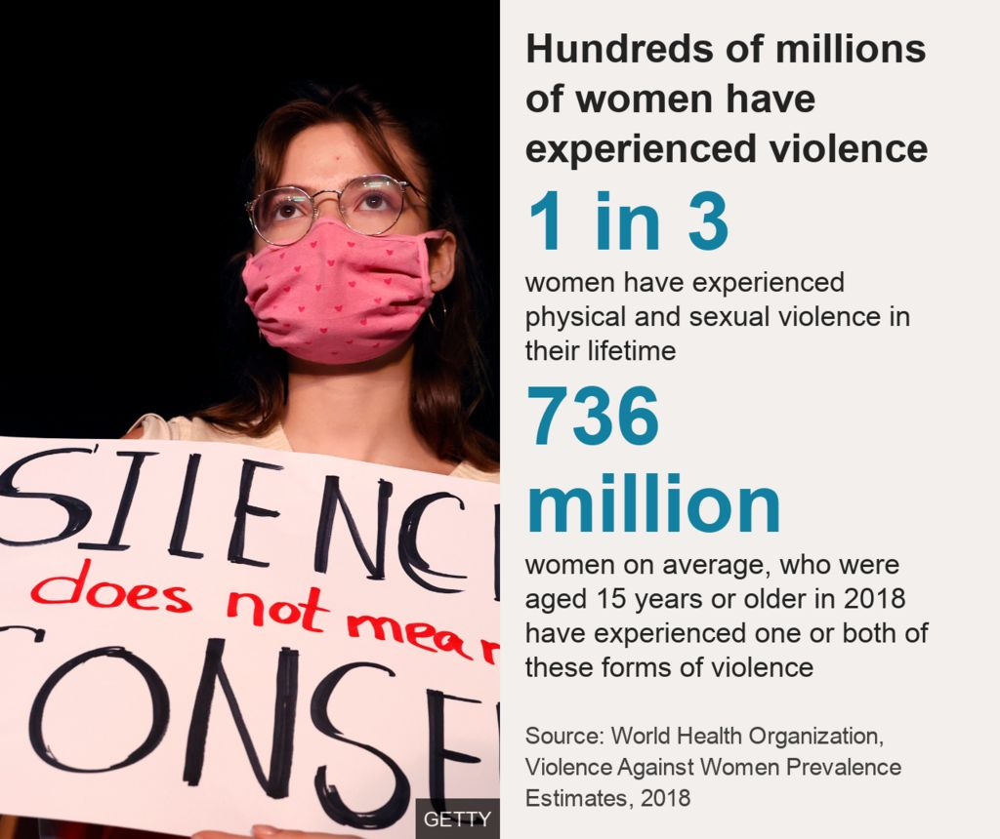 SILENC
does not mean
CONSE
GETTY
Hundreds of millions
of women have
experienced violence
1 in 3
women have experienced
physical and sexual violence in
their lifetime
736
million
women on average, who were
aged 15 years or older in 2018
have experienced one or both of
these forms of violence
Source: World Health Organization,
Violence Against Women Prevalence
Estimates, 2018